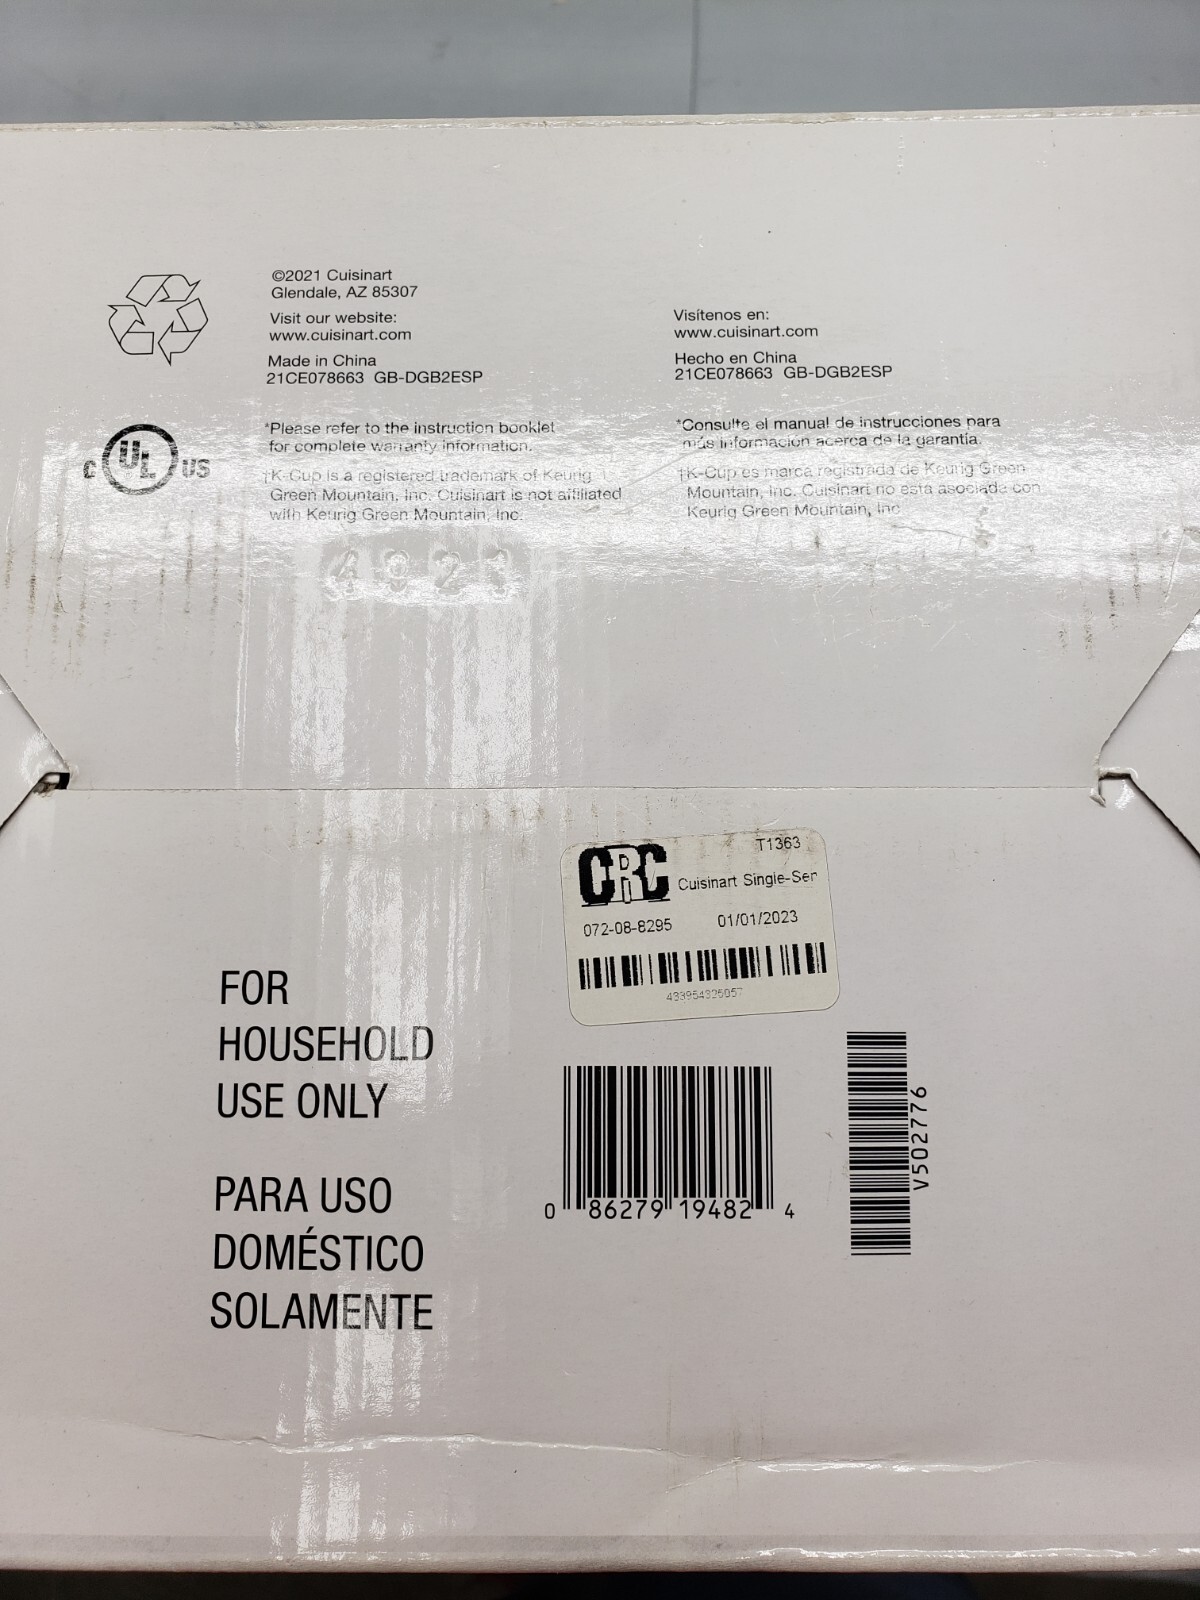 ©2021 Cuisinart
Glendale, AZ 85307
Visit our website:
www.cuisinart.com
Made in China
21CE078663 GB-DGB2ESP
Visítenos en:
www.cuisinart.com
Hecho en China
21CE078663 GB-DGB2ESP
C UL US
*Please refer to the instruction booklet
for complete warranty information.
†K-Cup is a registered trademark of Keurig
Green Mountain, Inc. Cuisinart is not affiliated
with Keurig Green Mountain, Inc.
*Consulte el manual de instrucciones para
más información acerca de la garantía.
†K-Cup es marca registrada de Keurig Green
Mountain, Inc. Cuisinart no está asociada con
Keurig Green Mountain, Inc
CRC
T1363
Cuisinart Single-Ser
072-08-8295 01/01/2023
433954325057
FOR
HOUSEHOLD
USE ONLY
PARA USO
DOMÉSTICO
SOLAMENTE
0 86279 19482 4
V502776